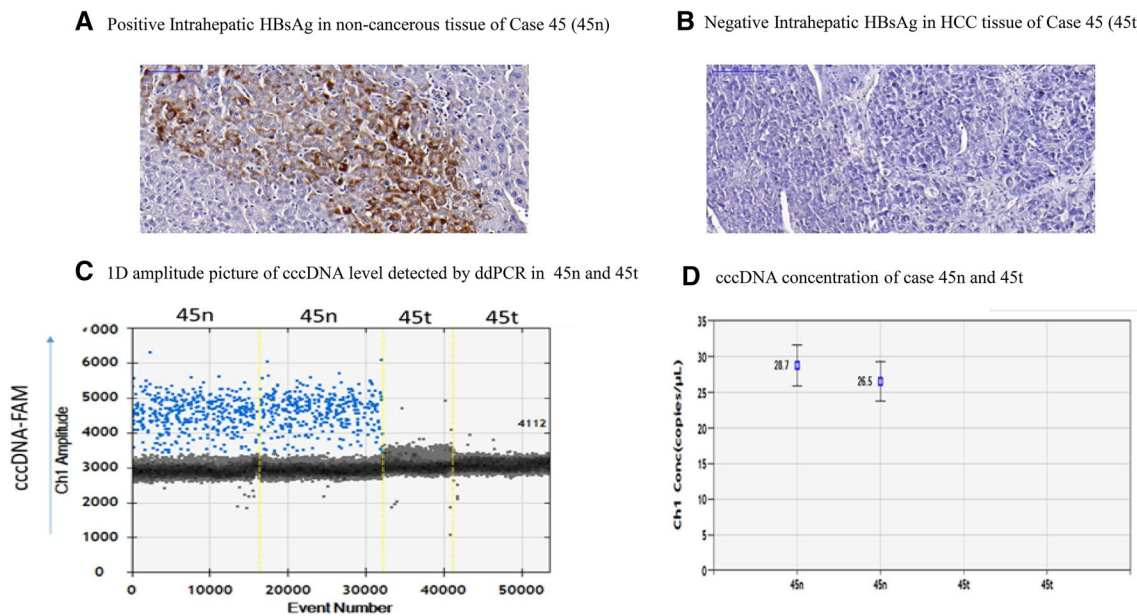 A Positive Intrahepatic HBsAg in non-cancerous tissue of Case 45 (45n)
B Negative Intrahepatic HBsAg in HCC tissue of Case 45 (45t
C 1D amplitude picture of cccDNA level detected by ddPCR in 45n and 45t
45n 45n 45t 45t
cccDNA-FAM
Ch1 Amplitude
000
6000
5000
4000
3000
2000
1000
0
4112
0 10000 20000 30000 40000 50000
Event Number
D cccDNA concentration of case 45n and 45t
Ch1 Conc(copies/µL)
35
30
25
20
15
10
5
0
28.7
26.5
45n 45n 45t 45t